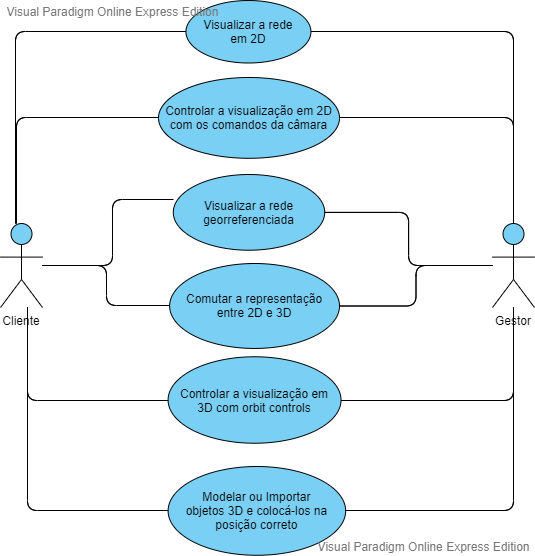 Visual Paradigm Online Express Edition
Visualizar a rede
em 2D
Controlar a visualização em 2D
com os comandos da câmara
Visualizar a rede
georreferenciada
Comutar a representação
entre 2D e 3D
Cliente
Gestor
Controlar a visualização em
3D com orbit controls
Modelar ou Importar
objetos 3D e colocá-los na
posição correto
Visual Paradigm Online Express Edition